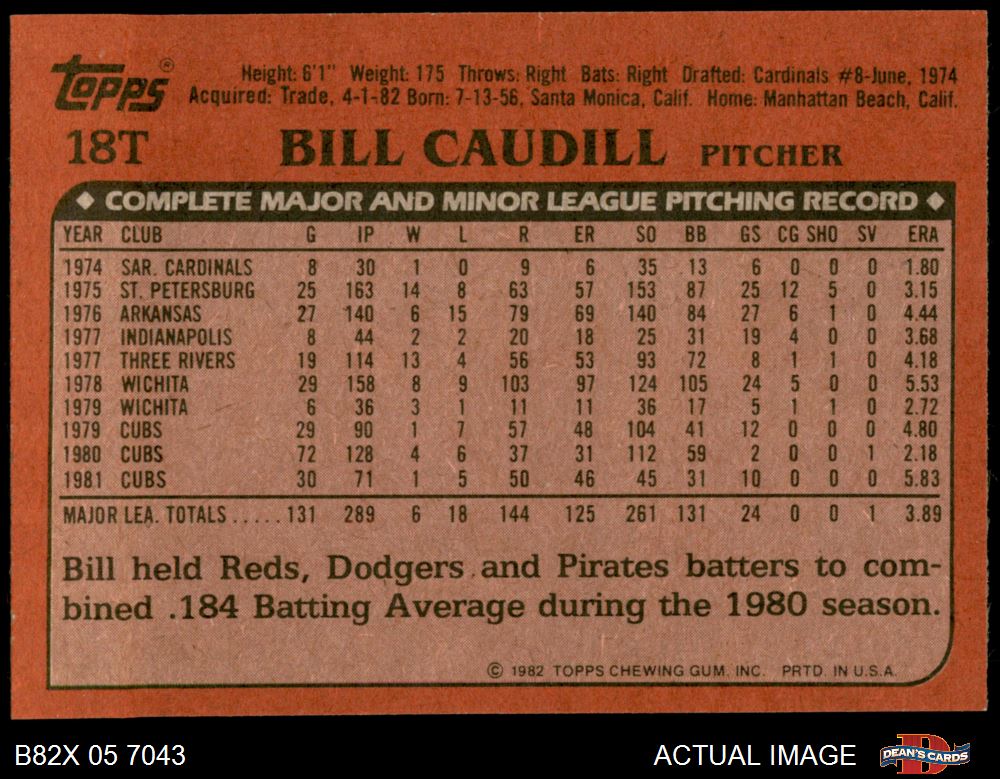 topps®
Height: 6'1" Weight: 175 Throws: Right Bats: Right Drafted: Cardinals #8-June, 1974
Acquired: Trade, 4-1-82 Born: 7-13-56, Santa Monica, Calif. Home: Manhattan Beach, Calif.
18T BILL CAUDILL PITCHER
◆ COMPLETE MAJOR AND MINOR LEAGUE PITCHING RECORD ◆
YEAR CLUB G IP W L R ER SO BB GS CG SHO SV ERA
1974 SAR. CARDINALS 8 30 1 0 9 6 35 13 6 0 0 0 1.80
1975 ST. PETERSBURG 25 163 14 8 63 57 153 87 25 12 5 0 3.15
1976 ARKANSAS 27 140 6 15 79 69 140 84 27 6 1 0 4.44
1977 INDIANAPOLIS 8 44 2 2 20 18 25 31 19 4 0 0 3.68
1977 THREE RIVERS 19 114 13 4 56 53 93 72 8 1 1 0 4.18
1978 WICHITA 29 158 8 9 103 97 124 105 24 5 0 0 5.53
1979 WICHITA 6 36 3 1 11 11 36 17 5 1 1 0 2.72
1979 CUBS 29 90 1 7 57 48 104 41 12 0 0 0 4.80
1980 CUBS 72 128 4 6 37 31 112 59 2 0 0 1 2.18
1981 CUBS 30 71 1 5 50 46 45 31 10 0 0 0 5.83
MAJOR LEA. TOTALS ..... 131 289 6 18 144 125 261 131 24 0 0 1 3.89
Bill held Reds, Dodgers and Pirates batters to com-
bined .184 Batting Average during the 1980 season.
© 1982 TOPPS CHEWING GUM, INC. PRTD. IN U.S.A.
B82X 05 7043 ACTUAL IMAGE DEAN'S CARDS